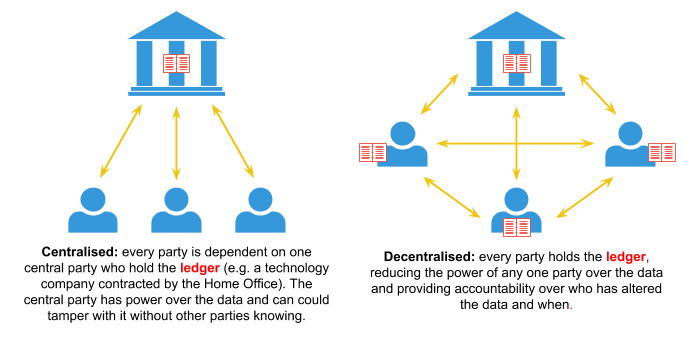 Centralised: every party is dependent on one
central party who hold the ledger (e.g. a technology
company contracted by the Home Office). The
central party has power over the data and can could
tamper with it without other parties knowing.
Decentralised: every party holds the ledger,
reducing the power of any one party over the data
and providing accountability over who has altered
the data and when.